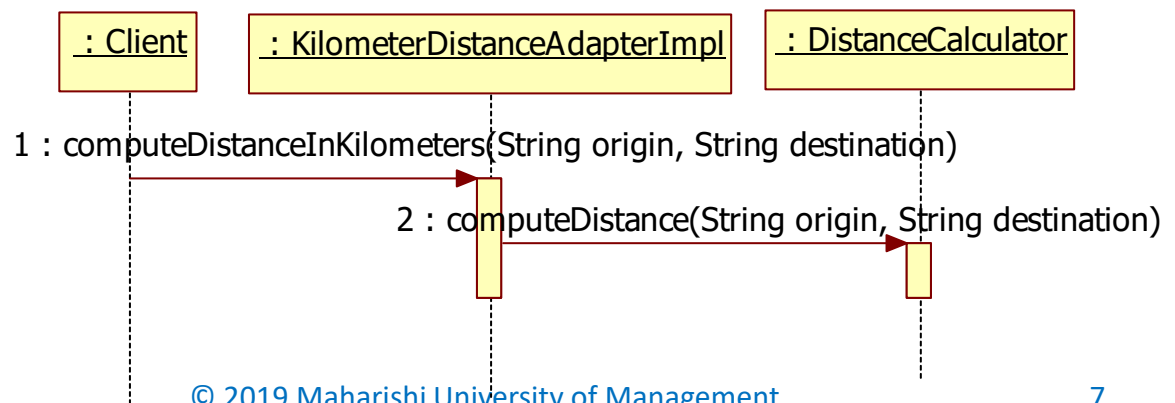 : Client
: KilometerDistanceAdapterImpl
: DistanceCalculator
1 : computeDistanceInKilometers(String origin, String destination)
2 : computeDistance(String origin, String destination)
© 2019 Maharishi University of Management
7